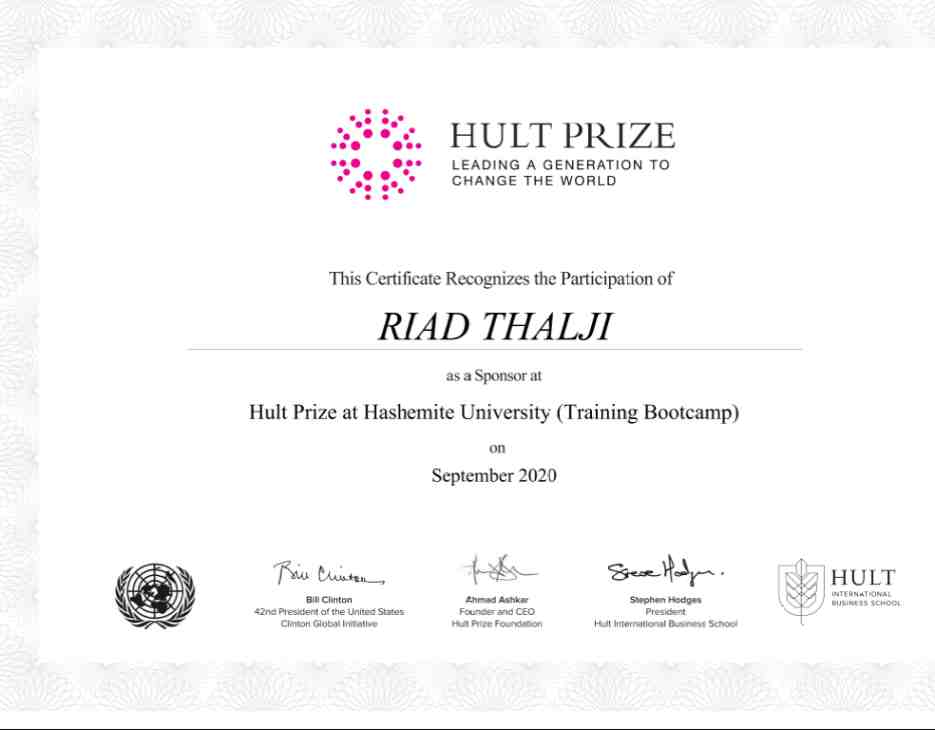 HULT PRIZE
LEADING A GENERATION TO
CHANGE THE WORLD
This Certificate Recognizes the Participation of
RIAD THALJI
as a Sponsor at
Hult Prize at Hashemite University (Training Bootcamp)
on
September 2020
Bill Clinton
Bill Clinton
42nd President of the United States
Clinton Global Initiative
Ahmad Ashkar
Founder and CEO
Hult Prize Foundation
Steve Hodges
Stephen Hodges
President
Hult International Business School
HULT
INTERNATIONAL
BUSINESS SCHOOL